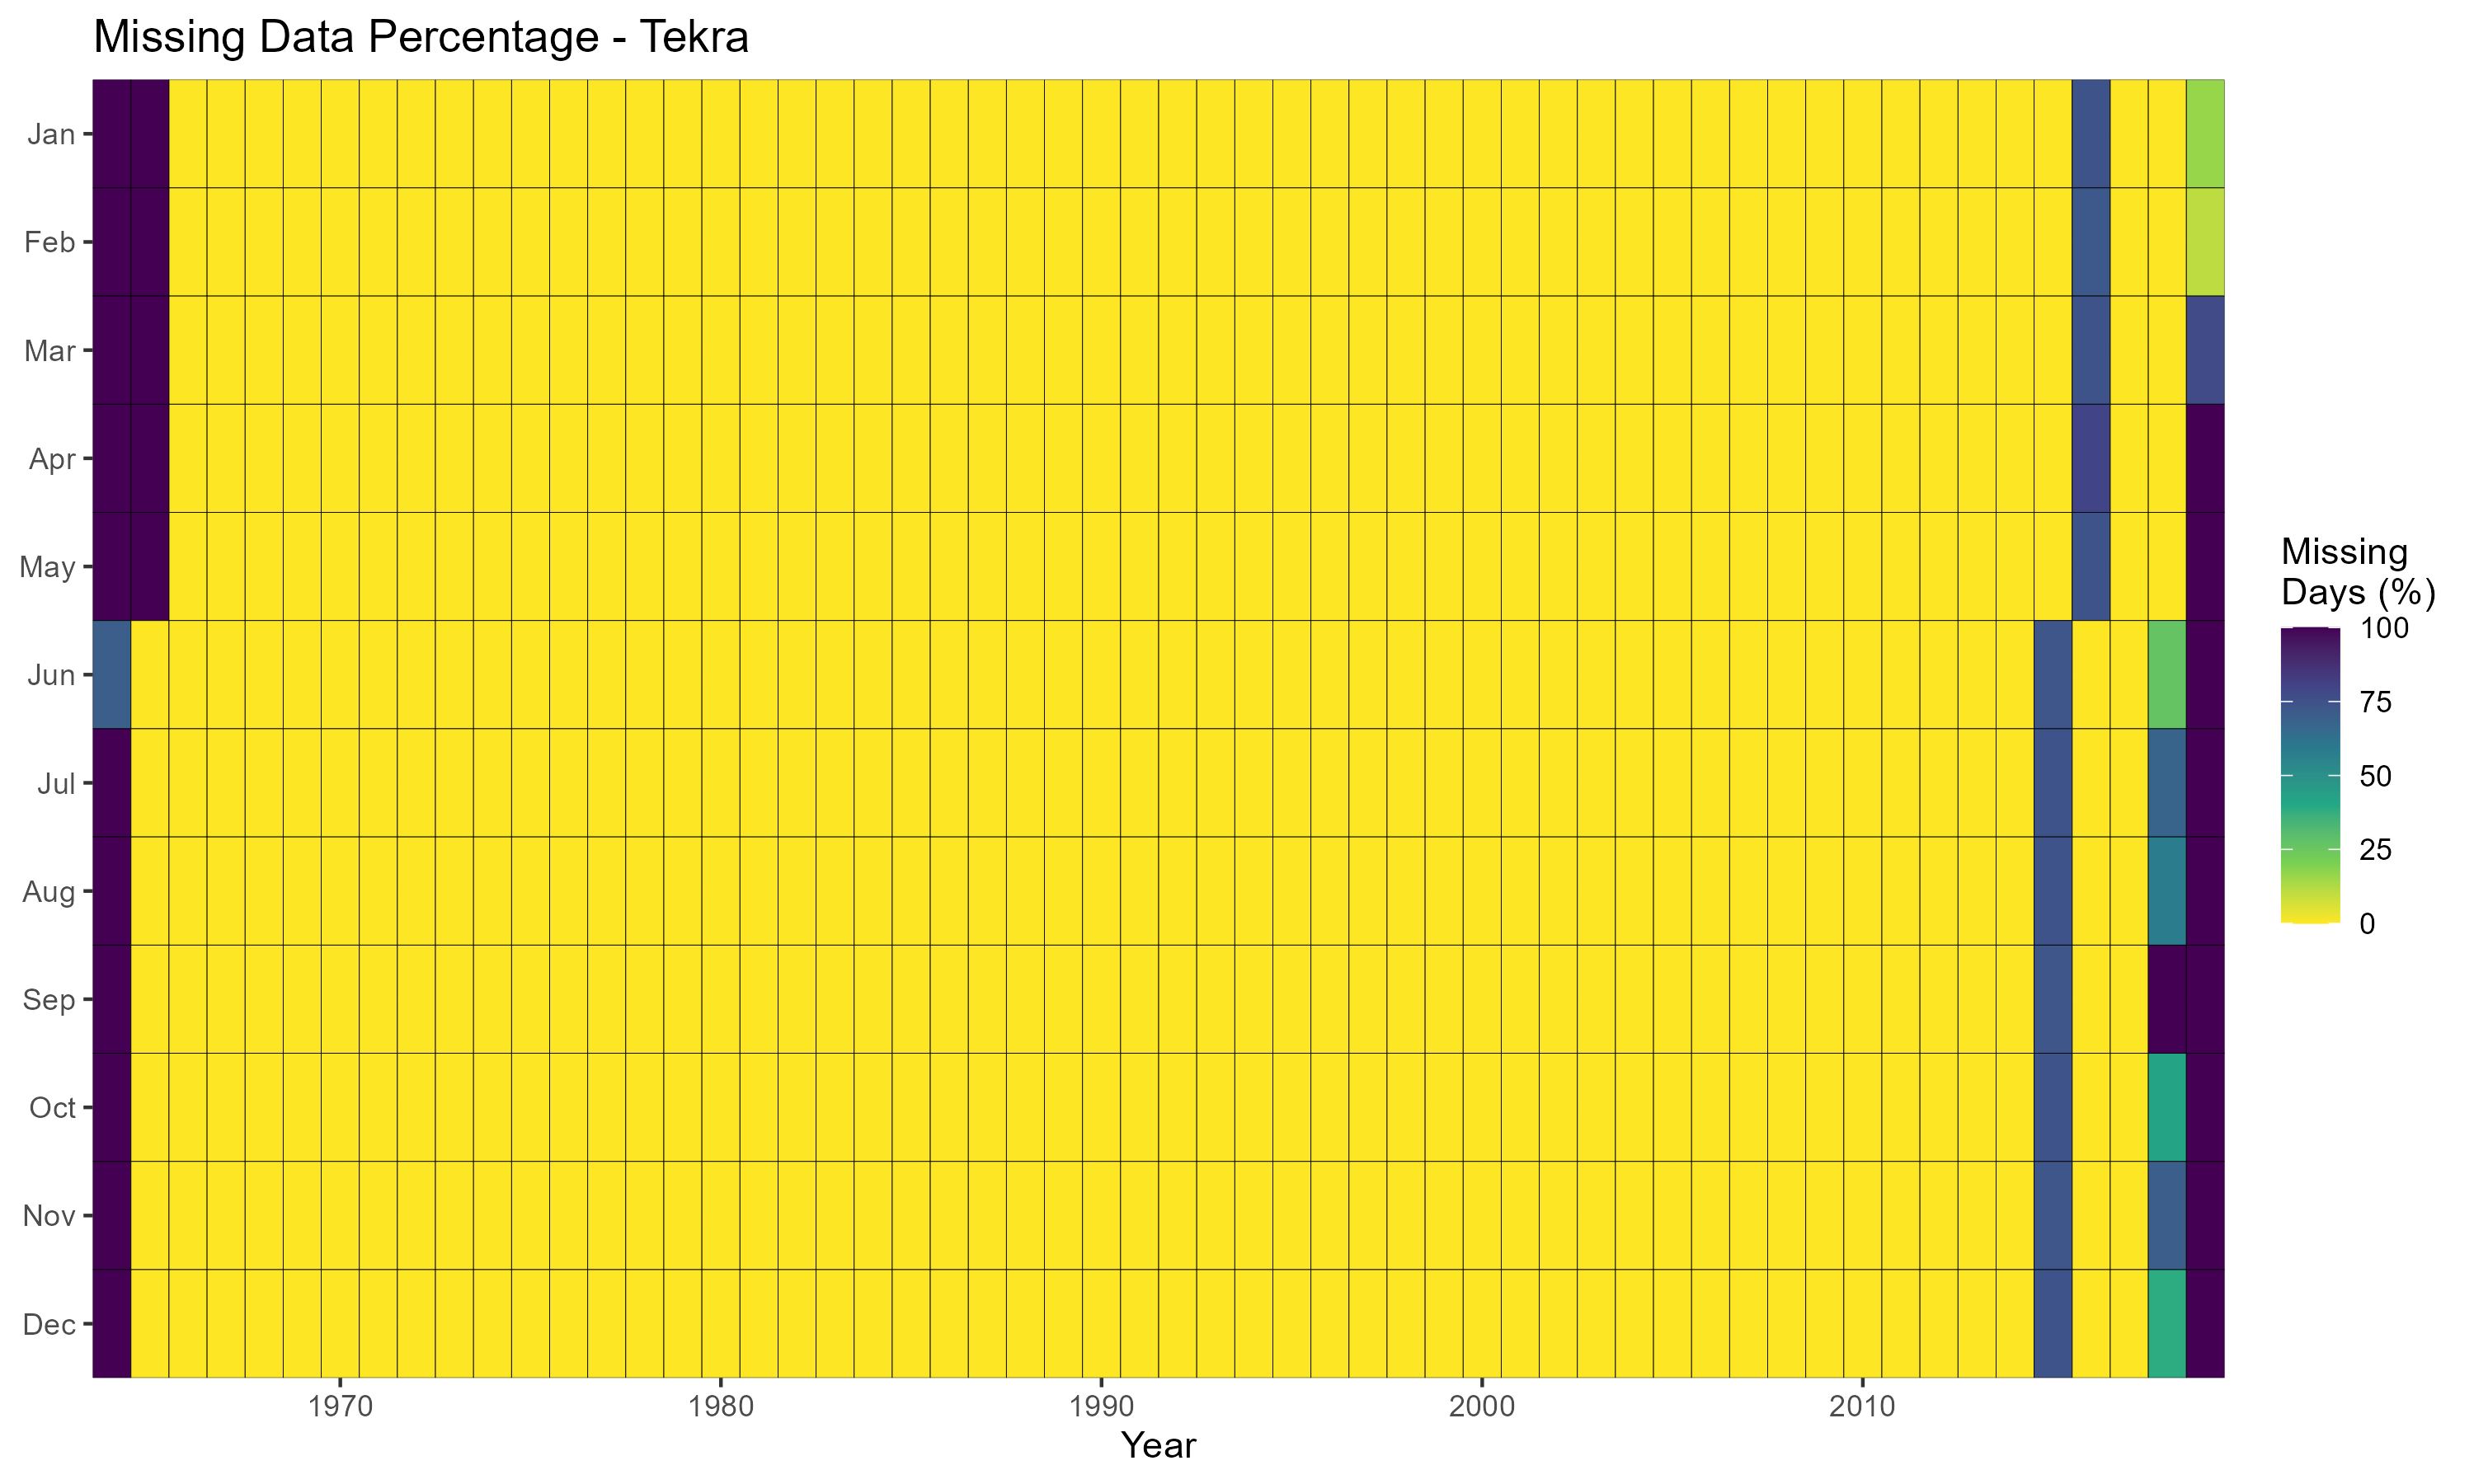 Missing Data Percentage - Tekra
Jan
Feb
Mar
Apr
May
Jun
Jul
Aug
Sep
Oct
Nov
Dec
1970 1980 1990 2000 2010
Year
Missing
Days (%)
100
75
50
25
0